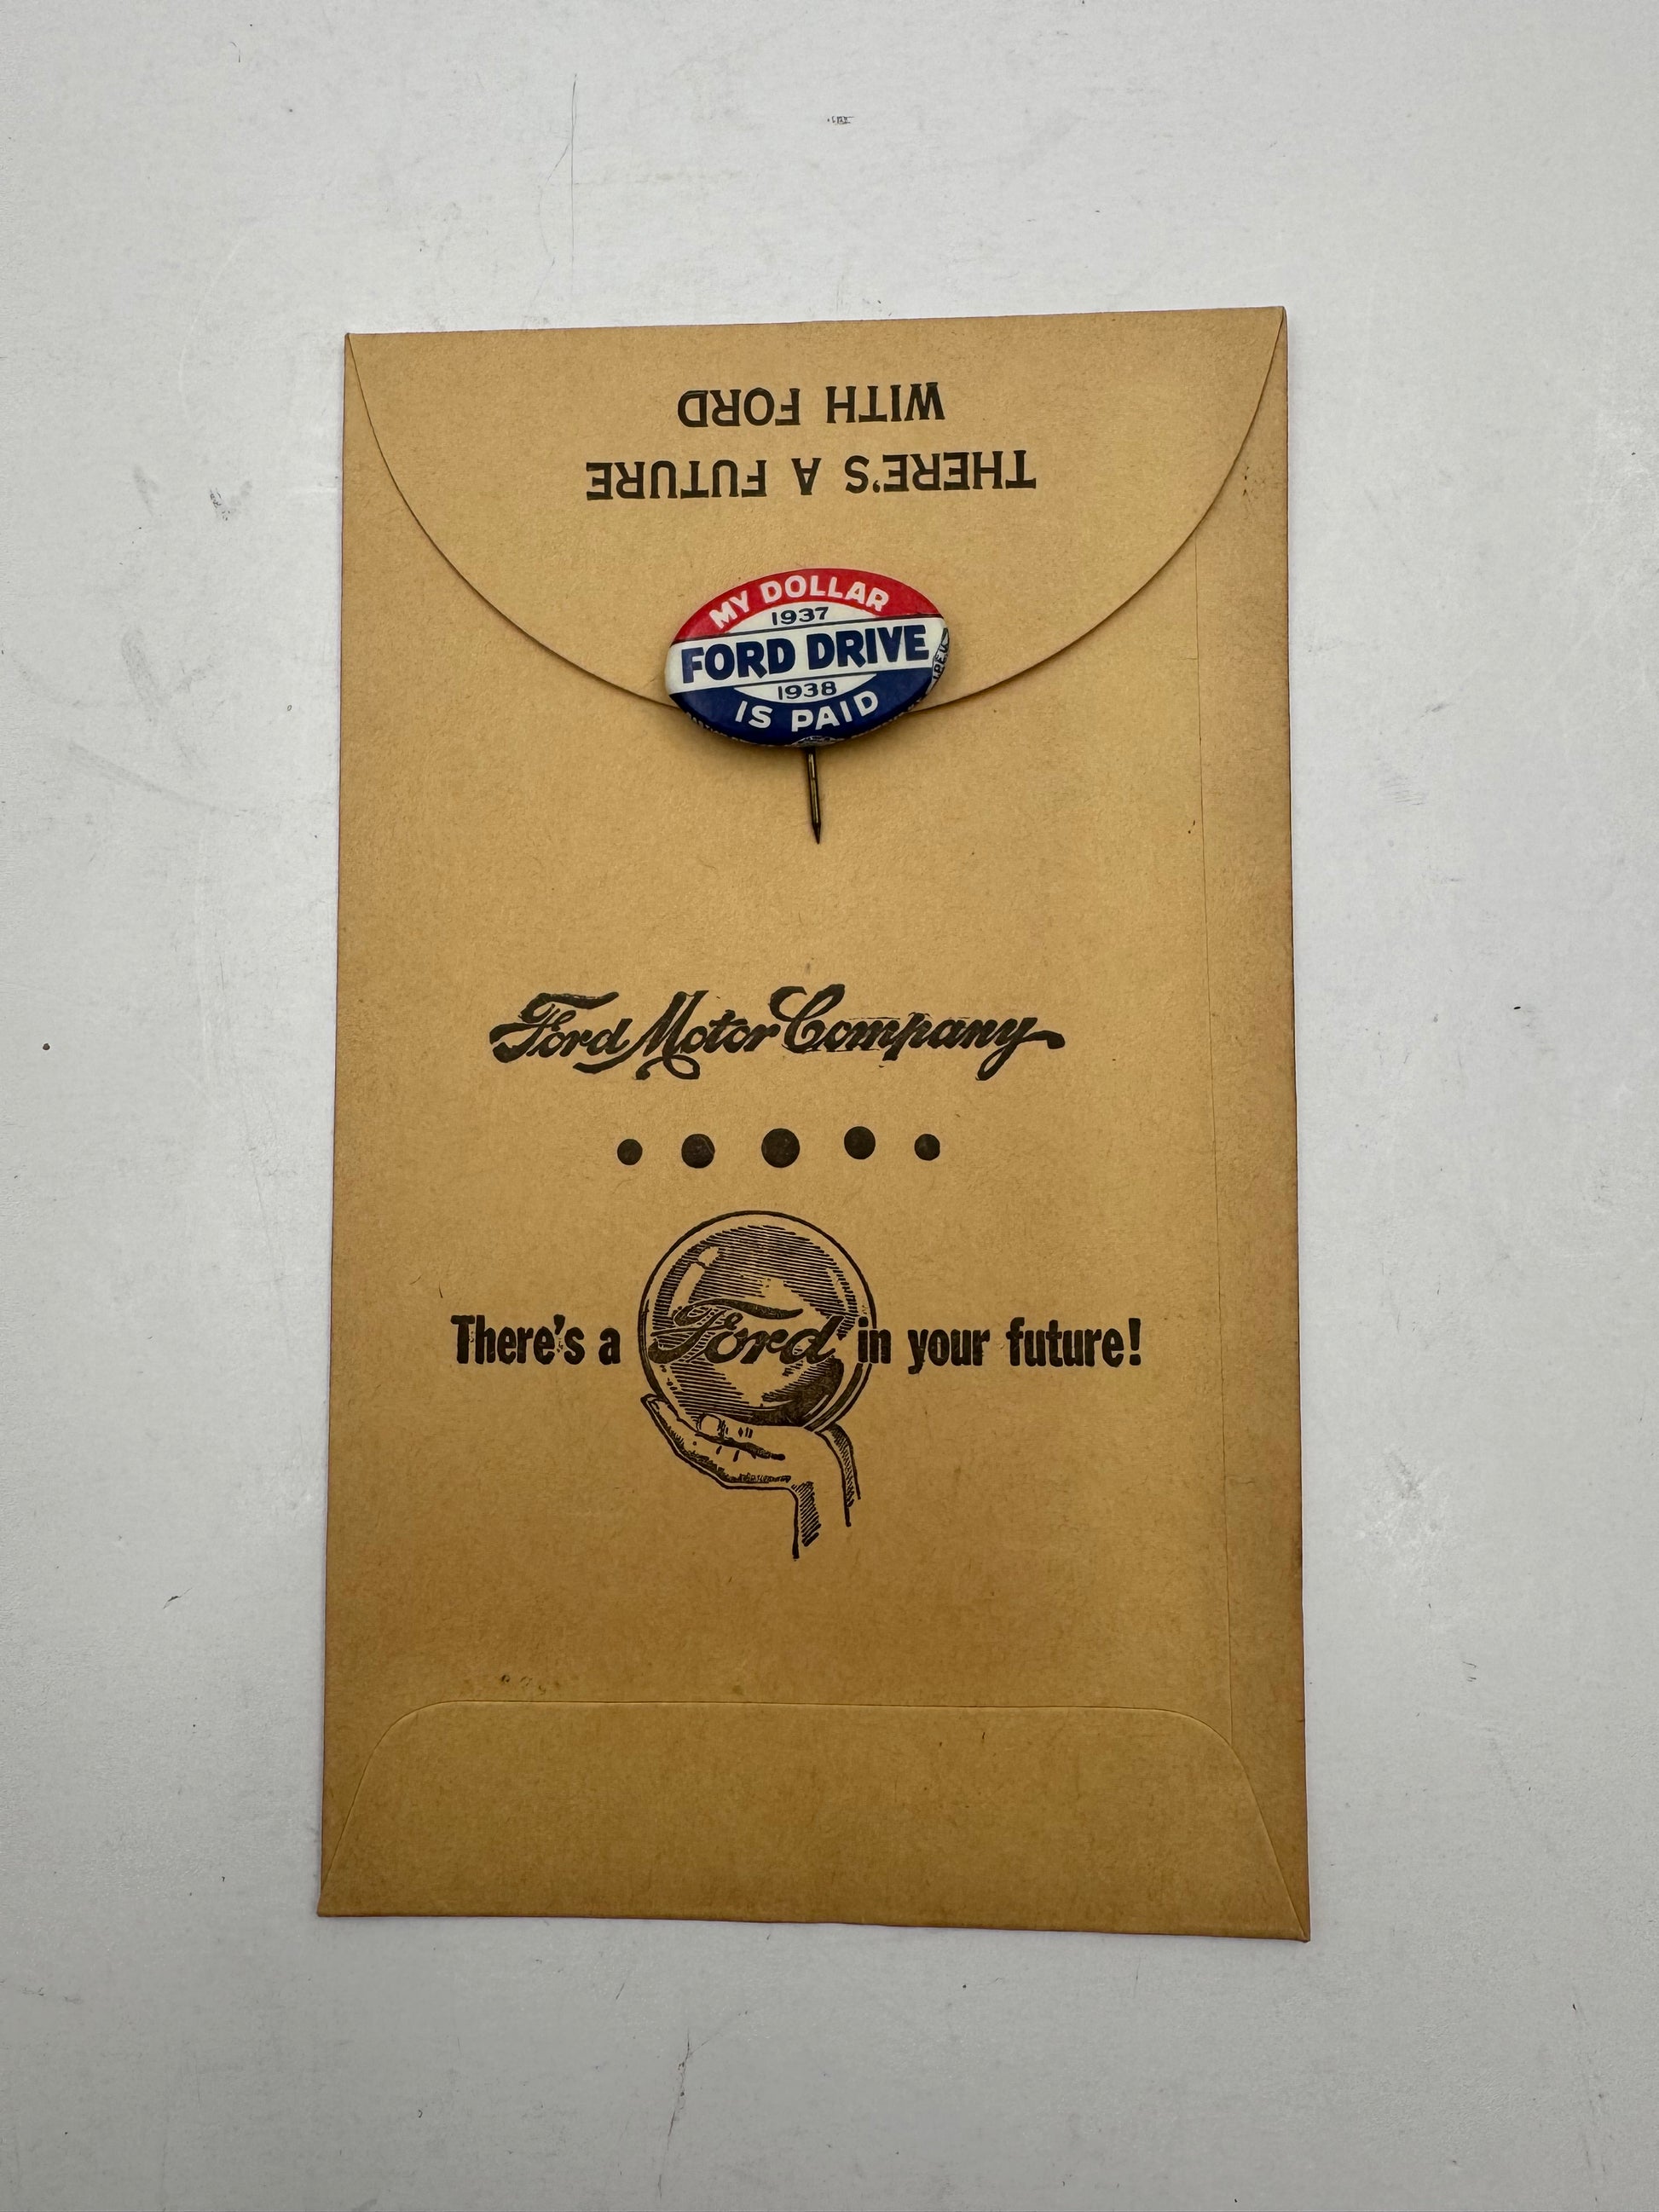 WITH FORD
THERE'S A FUTURE
MY DOLLAR
1937
FORD DRIVE
1938
IS PAID
Ford Motor Company
There's a Ford in your future!